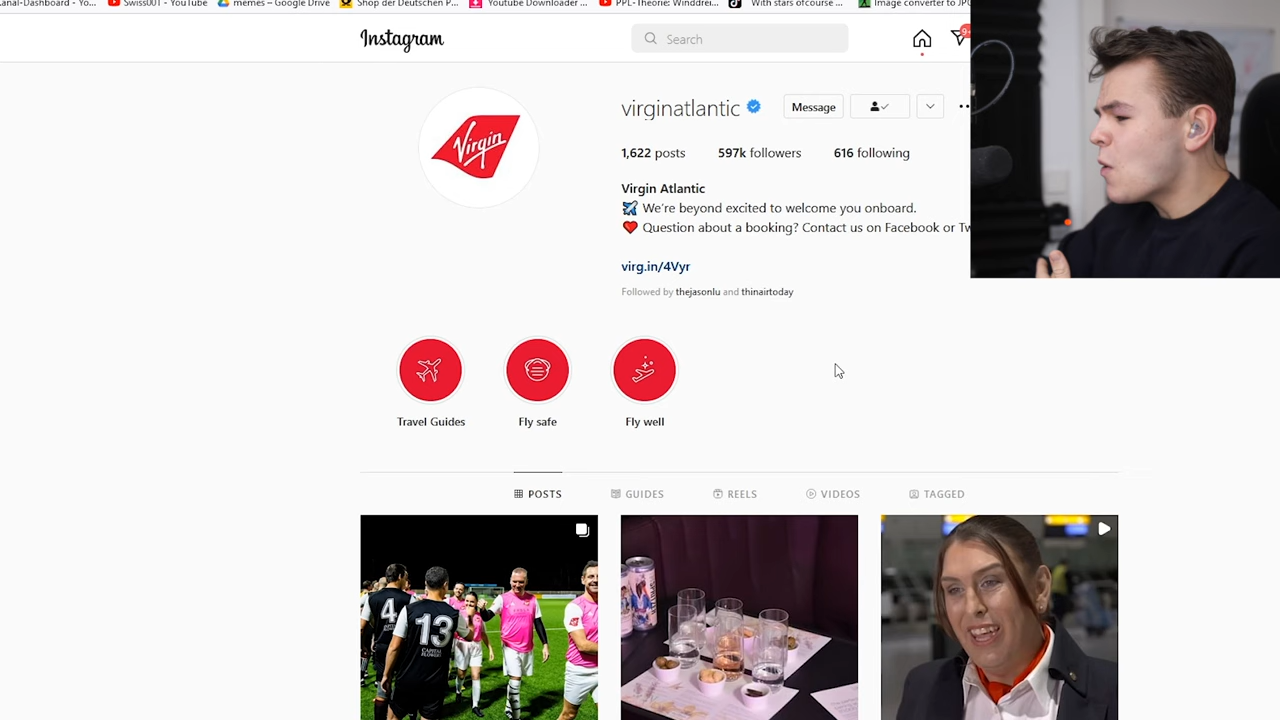 anal-Dashboard - Yo...
Swiss001 - YouTube
memes – Google Drive
Shop der Deutschen P...
Youtube Downloader ...
PPL-Theorie: Winddrei...
With stars ofcourse ...
Image converter to JPG
Instagram
Search
9+
virginatlantic
Message
1,622 posts
597k followers
616 following
Virgin
Virgin Atlantic
We're beyond excited to welcome you onboard.
Question about a booking? Contact us on Facebook or Tw
virg.in/4Vyr
Followed by thejasonlu and thinairtoday
Travel Guides
Fly safe
Fly well
POSTS
GUIDES
REELS
VIDEOS
TAGGED
4
13